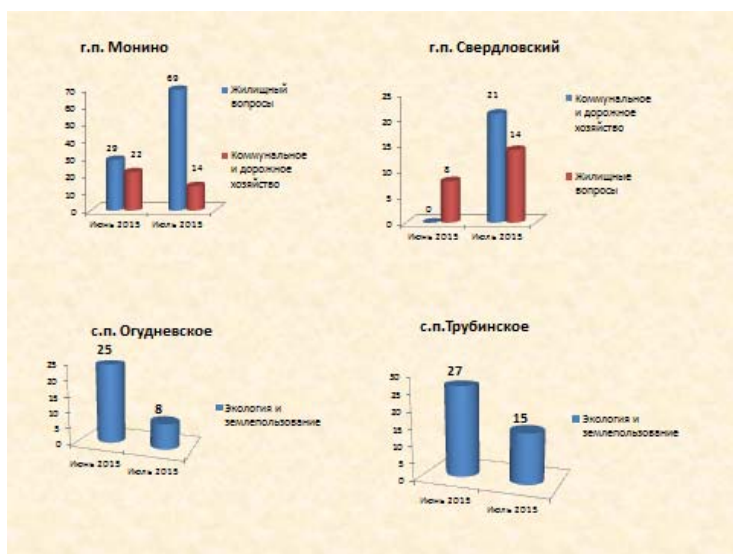 г.п. Монино
70
60
50
40
30
20
10
0
29
22
69
14
Июнь 2015
Июль 2015
Жилищный
вопросы
Коммунальное
и дорожное
хозяйство
г.п. Свердловский
25
20
15
10
5
0
0
8
21
14
Июнь 2015
Июль 2015
Коммунальное
и дорожное
хозяйство
Жилищные
вопросы
с.п. Огудневское
25
20
15
10
5
0
25
8
Июнь 2015
Июль 2015
Экология и
землепользование
с.п.Трубинское
30
25
20
15
10
5
0
27
15
Июнь 2015
Июль 2015
Экология и
землепользование